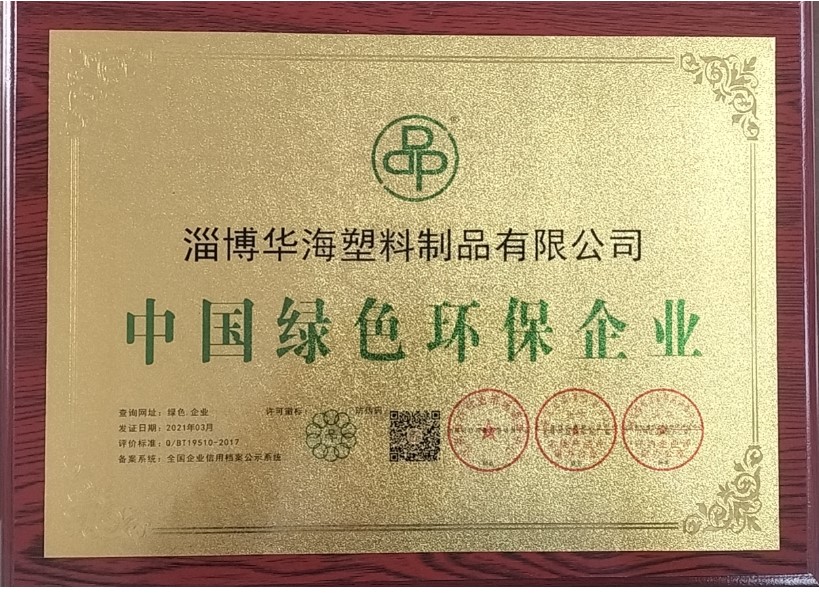 ®
淄博华海塑料制品有限公司
中国绿色环保企业
查询网址：绿色.企业
许可徽标：
防伪码：
发证日期：2021年03月
评价标准：Q/BT19510-2017
备案系统：全国企业信用档案公示系统